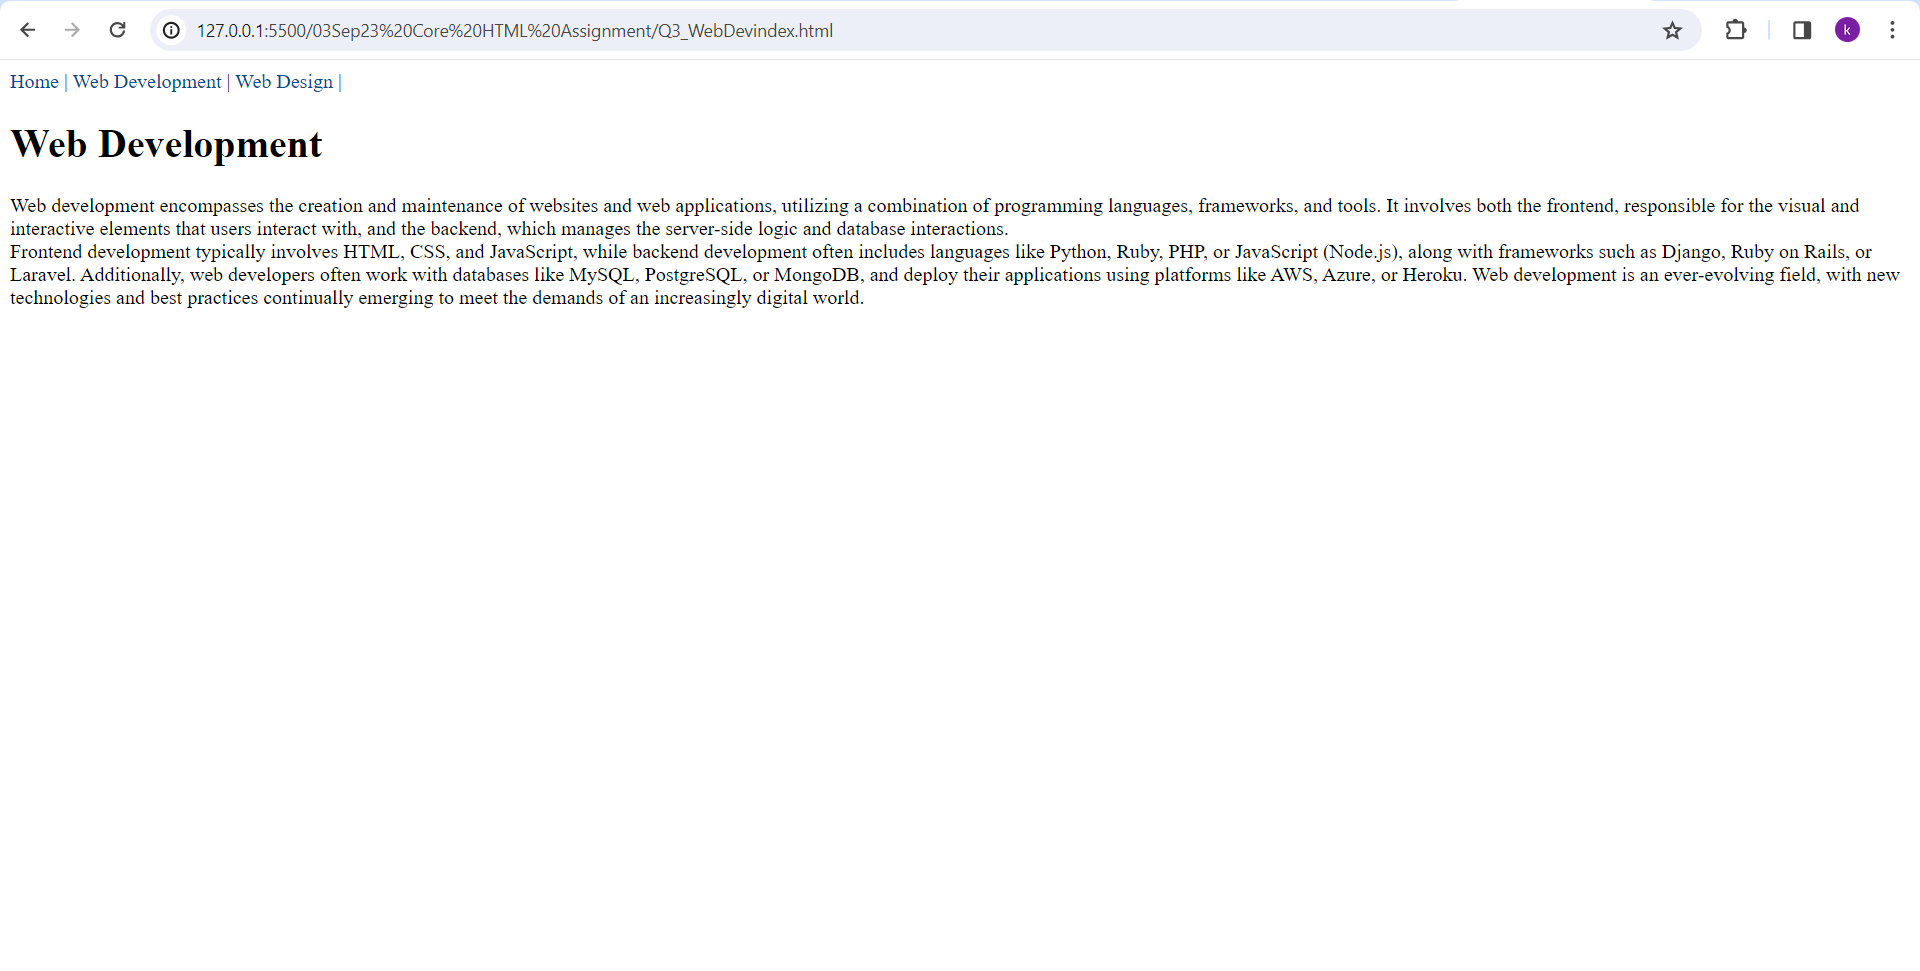 127.0.0.1:5500/03Sep23%20Core%20HTML%20Assignment/Q3_WebDevindex.html
k
Home | Web Development | Web Design |
Web Development
Web development encompasses the creation and maintenance of websites and web applications, utilizing a combination of programming languages, frameworks, and tools. It involves both the frontend, responsible for the visual and
interactive elements that users interact with, and the backend, which manages the server-side logic and database interactions.
Frontend development typically involves HTML, CSS, and JavaScript, while backend development often includes languages like Python, Ruby, PHP, or JavaScript (Node.js), along with frameworks such as Django, Ruby on Rails, or
Laravel. Additionally, web developers often work with databases like MySQL, PostgreSQL, or MongoDB, and deploy their applications using platforms like AWS, Azure, or Heroku. Web development is an ever-evolving field, with new
technologies and best practices continually emerging to meet the demands of an increasingly digital world.